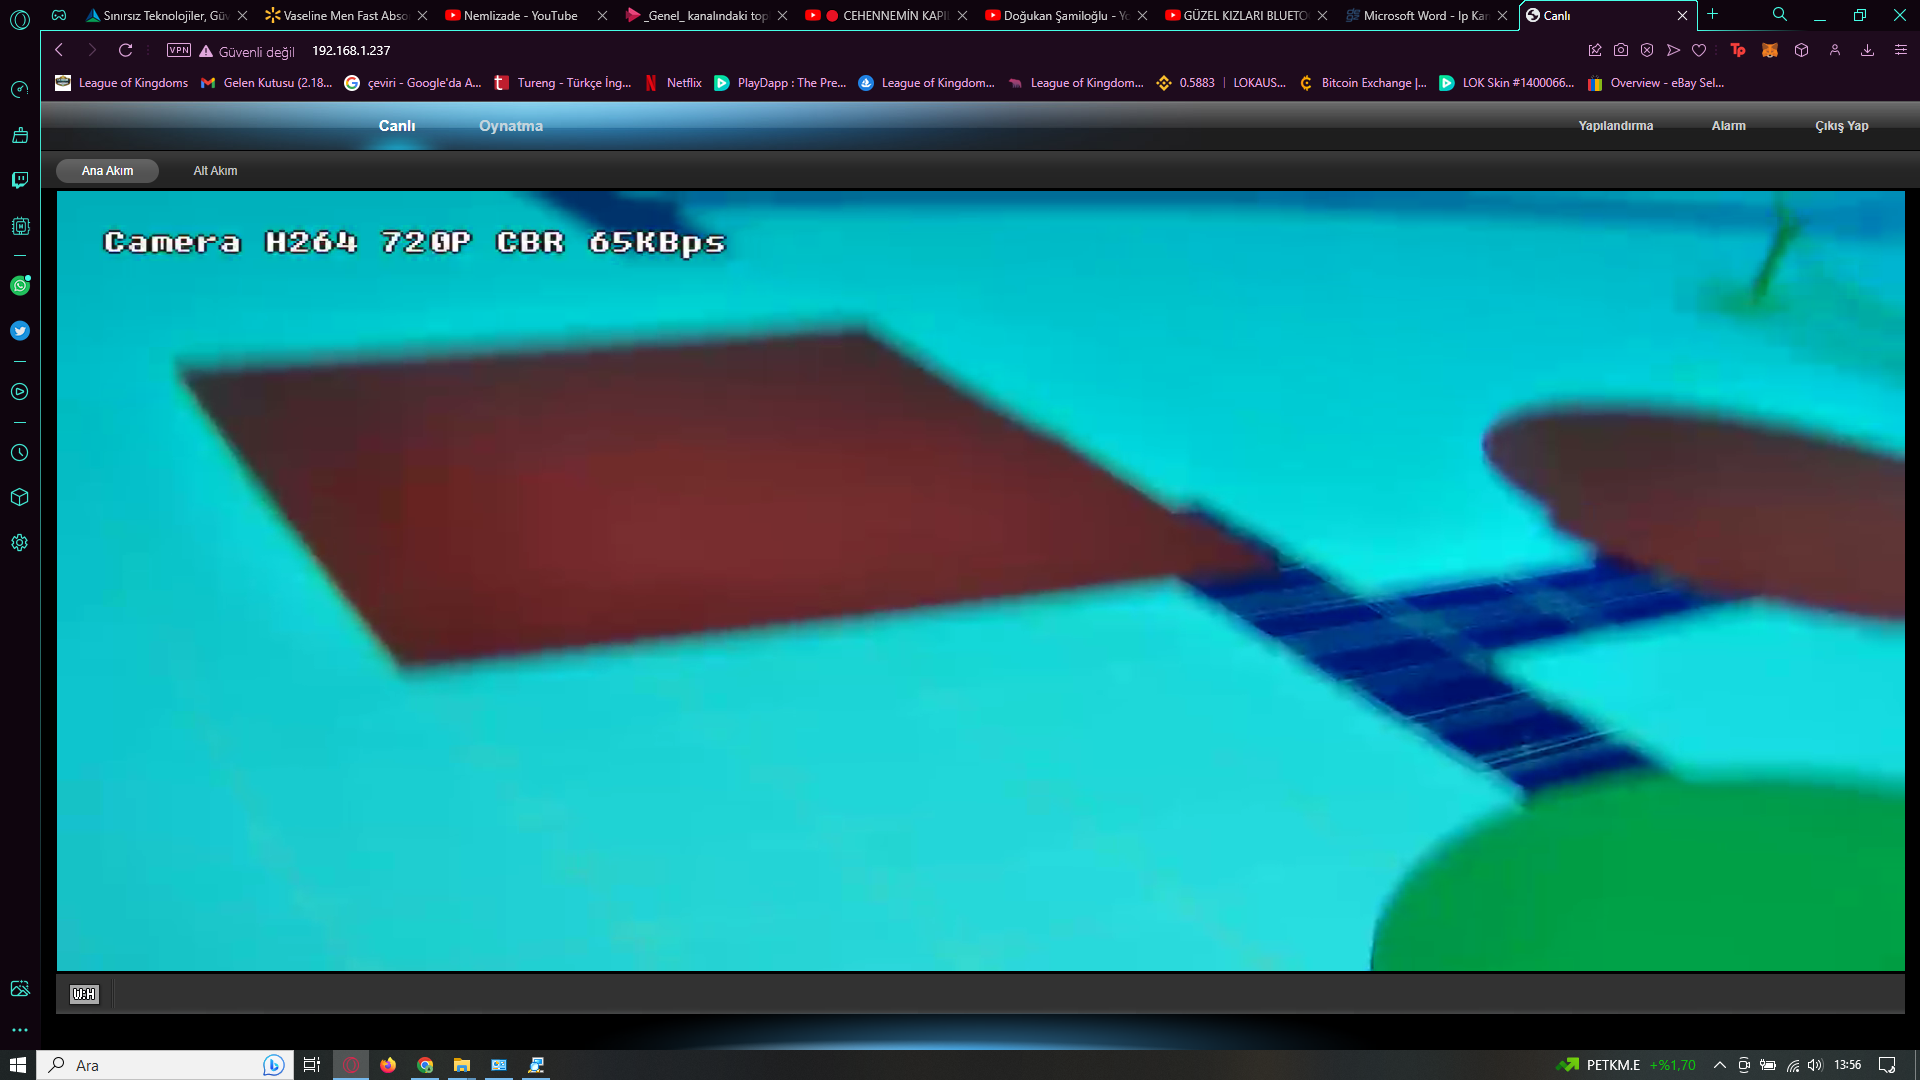 Sınırsız Teknolojiler, Gü
Vaseline Men Fast Abso
Nemlizade - YouTube
_Genel_ kanalındaki top
CEHENNEMİN KAPI
Doğukan Şamiloğlu - Yo
GÜZEL KIZLARI BLUETO
Microsoft Word - Ip Kar
Canlı
VPN
Güvenli değil
192.168.1.237
League of Kingdoms
Gelen Kutusu (2.18...
çeviri - Google'da A...
Tureng - Türkçe İng...
Netflix
PlayDapp : The Pre...
League of Kingdom...
League of Kingdom...
0.5883 | LOKAUS...
Bitcoin Exchange |...
LOK Skin #1400066...
Overview - eBay Sel...
Canlı
Oynatma
Yapılandırma
Alarm
Çıkış Yap
Ana Akım
Alt Akım
Camera H264 720P CBR 65KBps
W:H
Ara
PETKM.E +%1,70
13:56